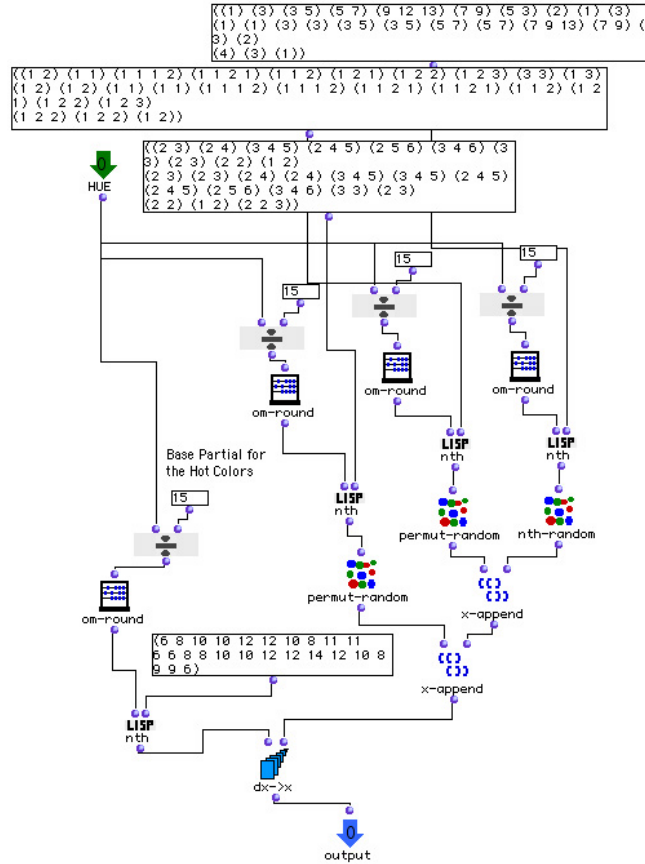 ((1) (3) (3 5) (5 7) (9 12 13) (7 9) (5 3) (2) (1) (3)
(1) (1) (3) (3) (3 5) (3 5) (5 7) (5 7) (7 9 13) (7 9) (
3) (2)
(4) (3) (1))
((1 2) (1 1) (1 1 1 2) (1 1 2 1) (1 1 2 1) (1 2 1) (1 2 2) (1 2 3) (3 3) (1 3)
(1 2) (1 2) (1 1) (1 1) (1 1 1 2) (1 1 1 2) (1 1 2 1) (1 1 2 1) (1 1 2) (1 2
1) (1 2 2) (1 2 3)
(1 2 2) (1 2 2) (1 2))
((2 3) (2 4) (3 4 5) (2 4 5) (2 5 6) (3 4 6) (3
3) (2 3) (2 2) (1 2)
(2 3) (2 3) (2 4) (2 4) (3 4 5) (3 4 5) (2 4 5)
(2 4 5) (2 5 6) (3 4 6) (3 3) (2 3)
(2 2) (1 2) (2 2 3))
0
HUE
15
15
15
om-round
om-round
om-round
LISP
nth
LISP
nth
Base Partial for
the Hot Colors
15
LISP
nth
permut-random
nth-random
permut-random
om-round
x-append
(6 8 10 10 12 12 10 8 11 11
6 6 8 8 10 10 12 12 14 12 10 8
9 9 6)
x-append
LISP
nth
dx->x
0
output